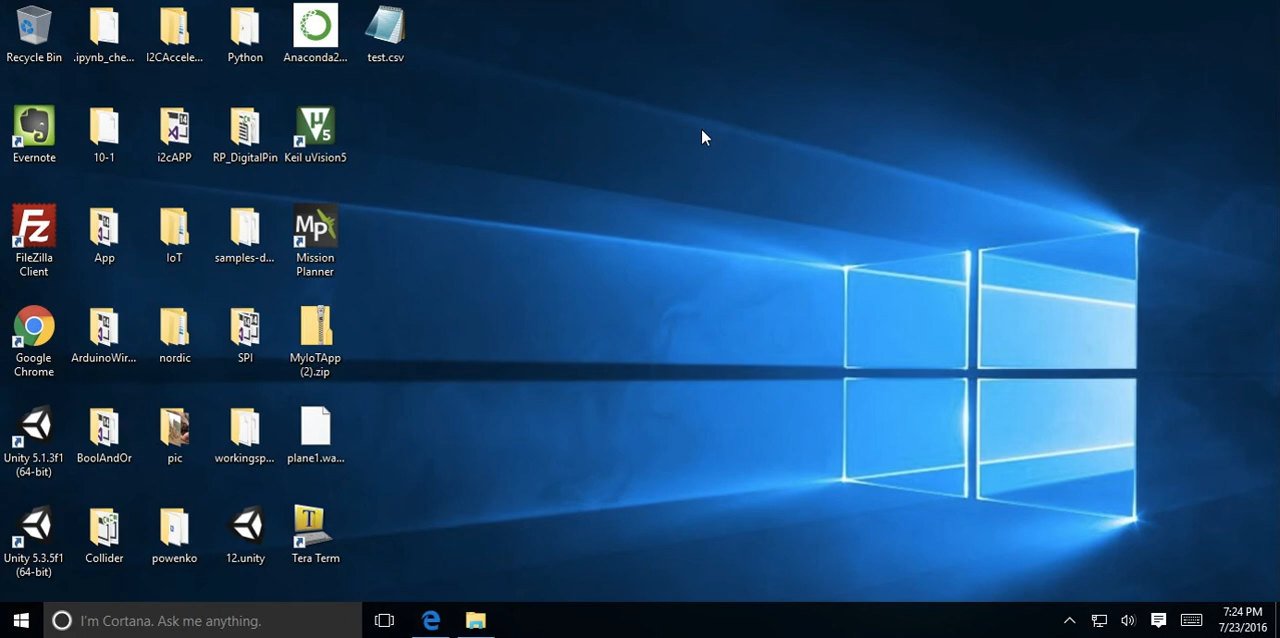 Recycle Bin
.ipynb_che...
I2CAccele...
Python
Anaconda2...
test.csv
Evernote
10-1
i2cAPP
RP_DigitalPin
Keil uVision5
FileZilla
Client
App
IoT
samples-d...
Mission
Planner
Google
Chrome
ArduinoWir...
nordic
SPI
MyIoTApp
(2).zip
Unity 5.1.3f1
(64-bit)
BoolAndOr
pic
workingsp...
plane1.wa...
Unity 5.3.5f1
(64-bit)
Collider
powenko
12.unity
Tera Term
I'm Cortana. Ask me anything.
7:24 PM
7/23/2016